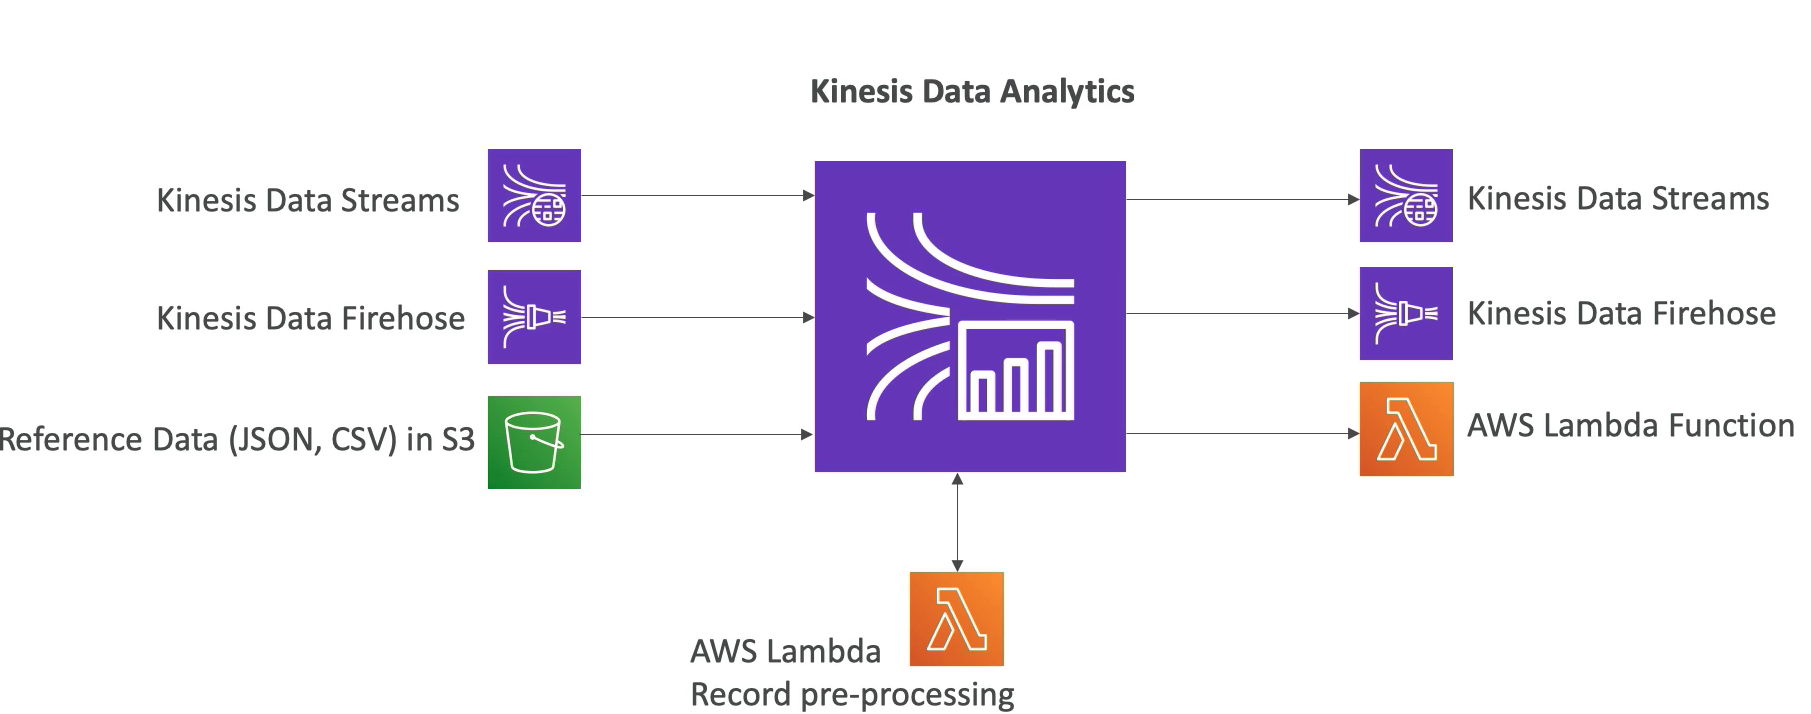 Kinesis Data Analytics
Kinesis Data Streams
Kinesis Data Firehose
Reference Data (JSON, CSV) in S3
Kinesis Data Streams
Kinesis Data Firehose
AWS Lambda Function
AWS Lambda
Record pre-processing